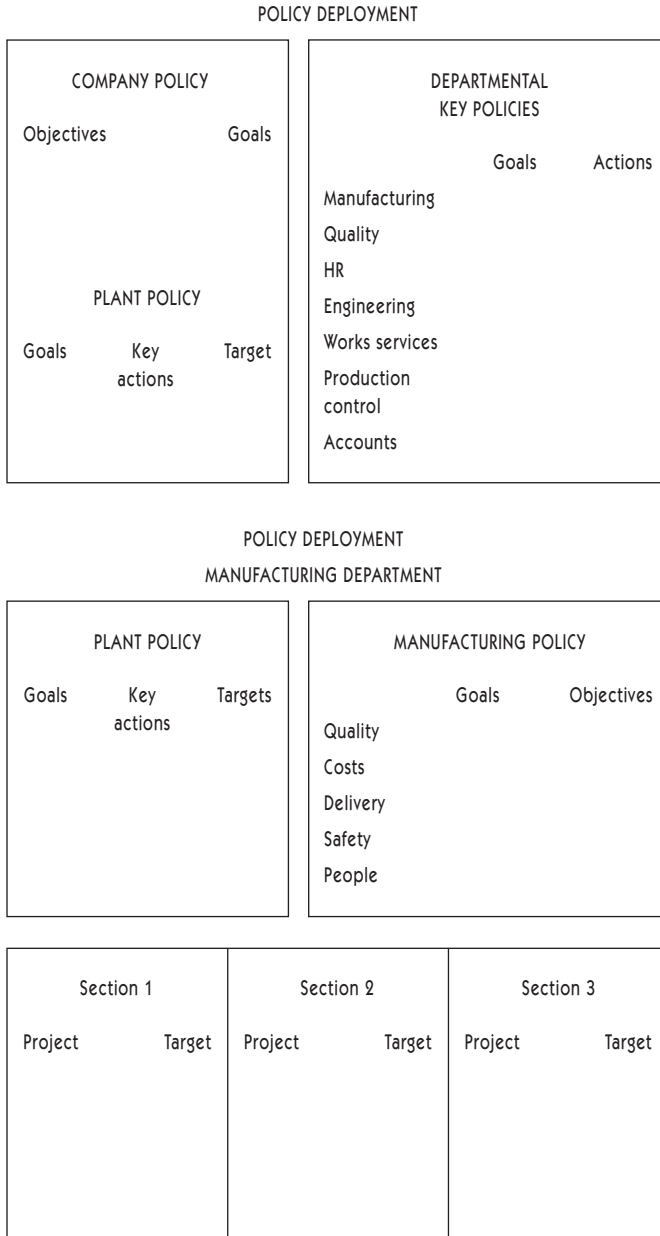 POLICY DEPLOYMENT
COMPANY POLICY
Objectives Goals
PLANT POLICY
Goals Key actions Target
DEPARTMENTAL
KEY POLICIES
Goals Actions
Manufacturing
Quality
HR
Engineering
Works services
Production
control
Accounts
POLICY DEPLOYMENT
MANUFACTURING DEPARTMENT
PLANT POLICY
Goals Key actions Targets
MANUFACTURING POLICY
Goals Objectives
Quality
Costs
Delivery
Safety
People
Section 1
Project Target
Section 2
Project Target
Section 3
Project Target